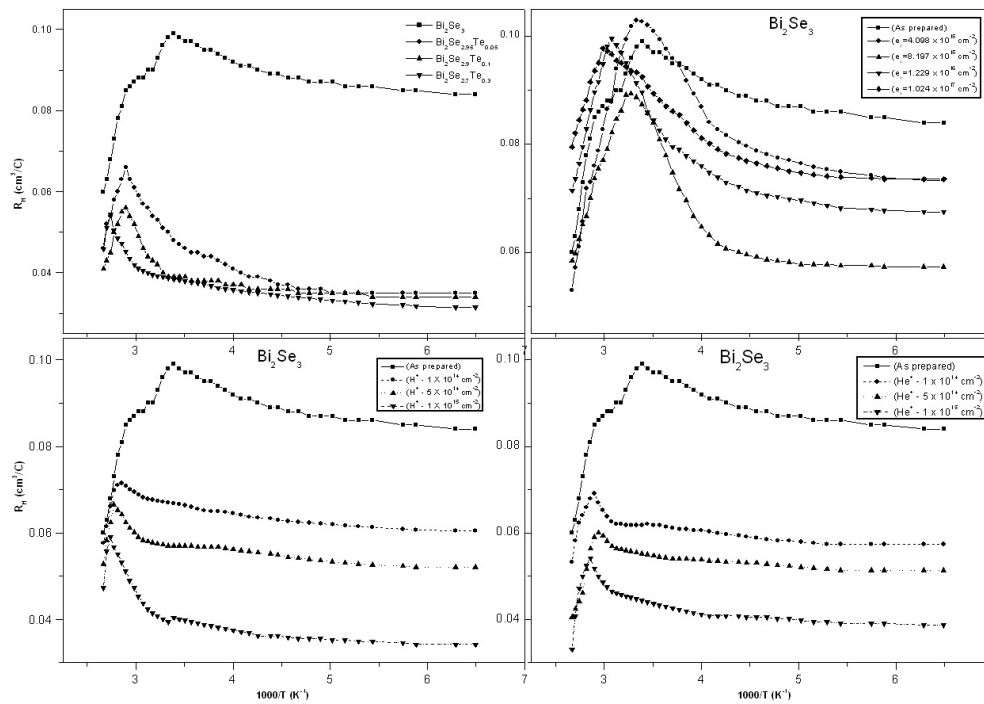 0.10
0.08
0.06
0.04
R_H (cm³/C)
Bi₂Se₃
Bi₂Se₂.₉₅Te₀.₀₅
Bi₂Se₂.₉Te₀.₁
Bi₂Se₂.₇Te₀.₃
Bi₂Se₃
(As prepared)
(e⁻=4.098 x 10¹⁵ cm⁻²)
(e⁻=8.197 x 10¹⁵ cm⁻²)
(e⁻=1.229 x 10¹⁶ cm⁻²)
(e⁻=1.024 x 10¹⁷ cm⁻²)
0.10
0.08
0.06
3 4 5 6 7
3 4 5 6
Bi₂Se₃
(As prepared)
(H⁺ - 1 X 10¹⁴ cm⁻²)
(H⁺ - 5 X 10¹⁴ cm⁻²)
(H⁺ - 1 X 10¹⁵ cm⁻²)
0.10
0.08
0.06
0.04
R_H (cm³/C)
3 4 5 6 7
1000/T (K⁻¹)
Bi₂Se₃
(As prepared)
(He⁺ - 1 x 10¹⁴ cm⁻²)
(He⁺ - 5 x 10¹⁴ cm⁻²)
(He⁺ - 1 x 10¹⁵ cm⁻²)
0.10
0.08
0.06
0.04
3 4 5 6
1000/T (K⁻¹)